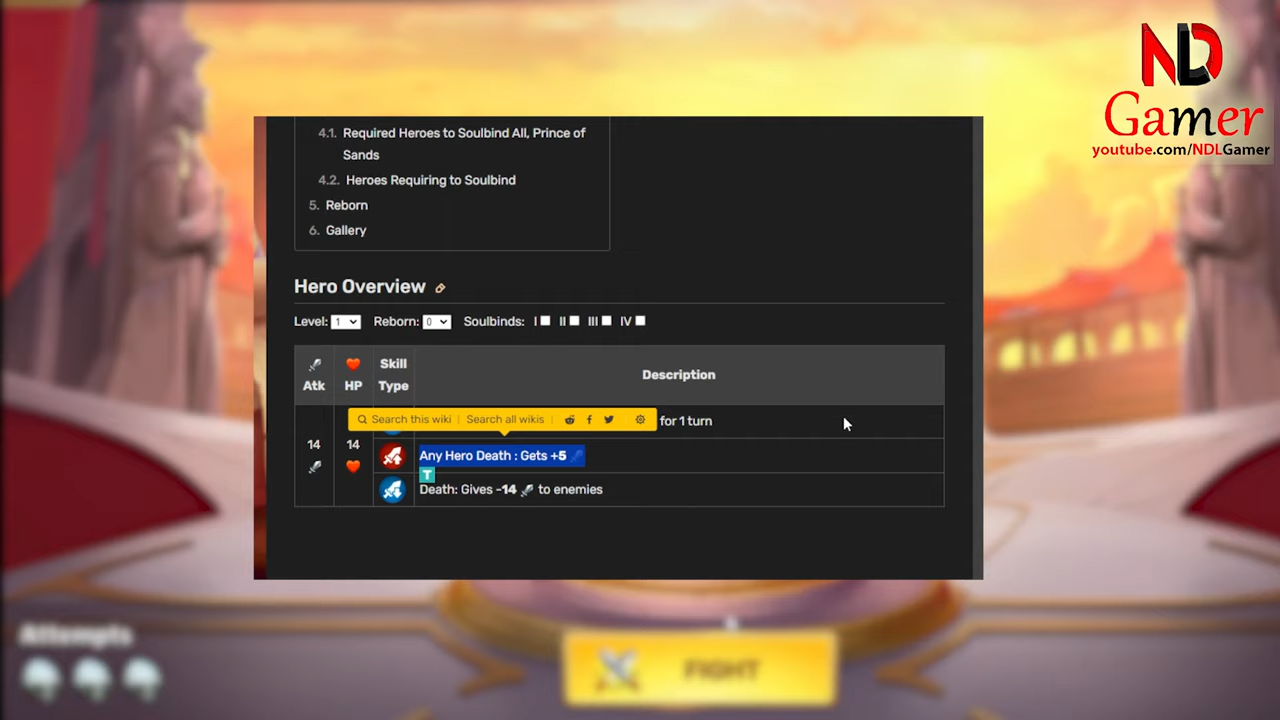 ND
Gamer
youtube.com/NDLGamer
4.1. Required Heroes to Soulbind All, Prince of
Sands
4.2. Heroes Requiring to Soulbind
5. Reborn
6. Gallery
Hero Overview
Level: 1 Reborn: 0 Soulbinds: I II III IV
Atk HP Skill Type Description
Search this wiki Search all wikis for 1 turn
14 14
Any Hero Death : Gets +5
T
Death: Gives -14 to enemies
Attempts
FIGHT